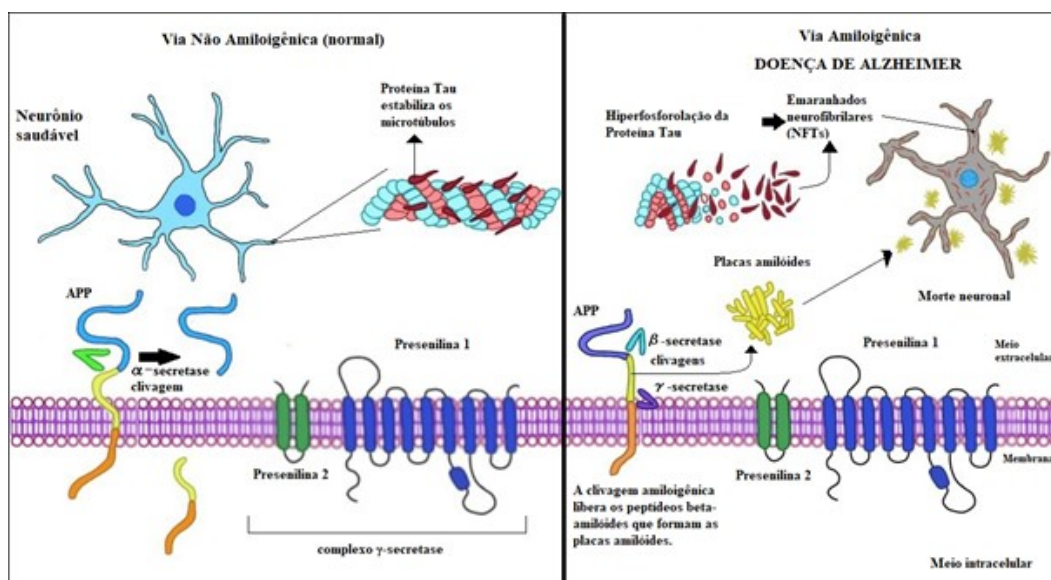 Via Não Amiloigênica (normal)
Neurônio
saudável
Proteína Tau
estabiliza os
microtúbulos
APP
α-secretase
clivagem
Presenilina 1
Presenilina 2
complexo γ-secretase
Via Amiloigênica
DOENÇA DE ALZHEIMER
Hiperfosforolação da
Proteína Tau
Emaranhados
neurofibrilares
(NFTs)
Placas amilóides
Morte neuronal
APP
β-secretase
clivagens
γ-secretase
Presenilina 1
Meio
extracelular
Membrana
Presenilina 2
A clivagem amiloigênica
libera os peptídeos beta-
amilóides que formam as
placas amilóides.
Meio intracelular